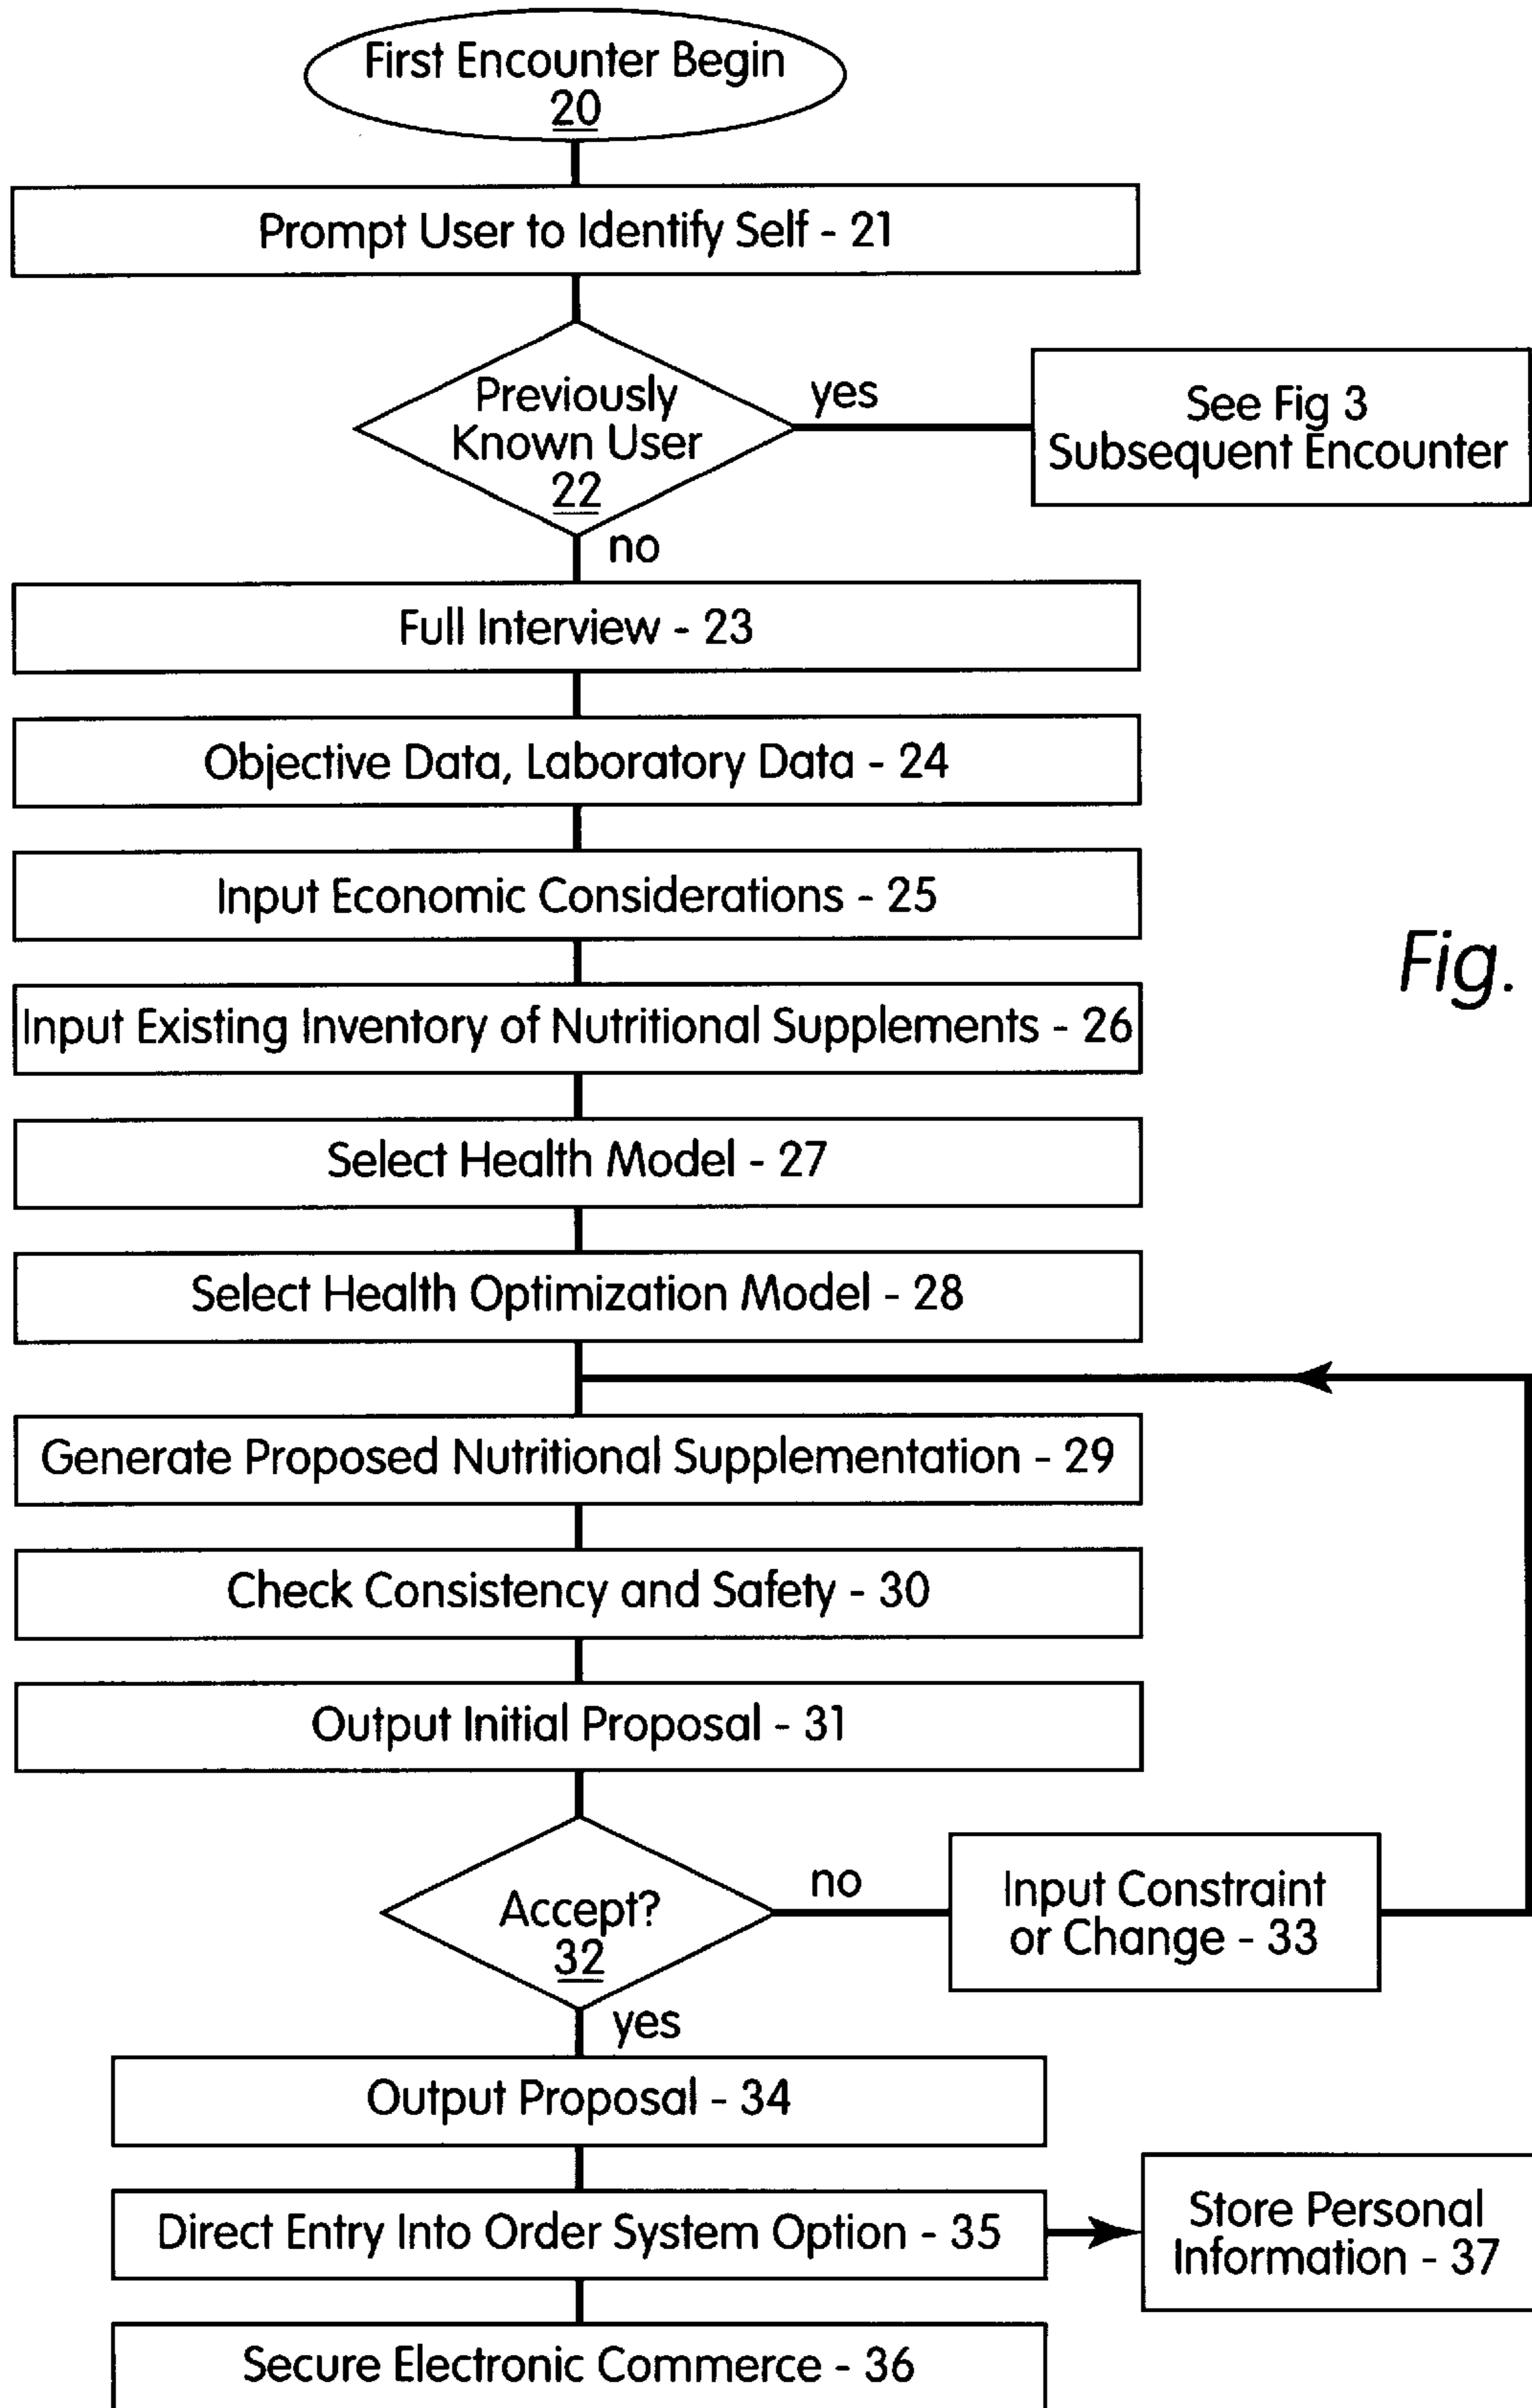 First Encounter Begin
20
Prompt User to Identify Self - 21
Previously
Known User
22
yes
See Fig 3
Subsequent Encounter
no
Full Interview - 23
Objective Data, Laboratory Data - 24
Input Economic Considerations - 25
Fig.
Input Existing Inventory of Nutritional Supplements - 26
Select Health Model - 27
Select Health Optimization Model - 28
Generate Proposed Nutritional Supplementation - 29
Check Consistency and Safety - 30
Output Initial Proposal - 31
Accept?
32
no
Input Constraint
or Change - 33
yes
Output Proposal - 34
Direct Entry Into Order System Option - 35
Store Personal
Information - 37
Secure Electronic Commerce - 36